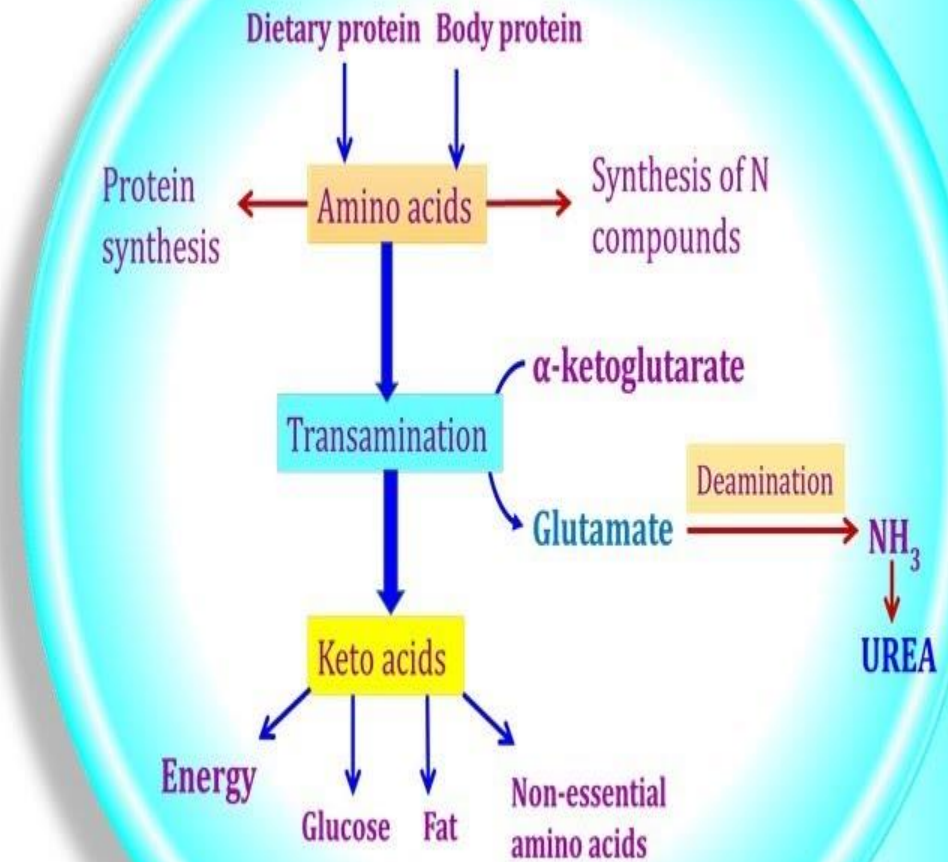 Dietary protein Body protein
Protein
synthesis
Amino acids
Synthesis of N
compounds
α-ketoglutarate
Transamination
Deamination
Glutamate
NH₃
UREA
Keto acids
Energy
Glucose
Fat
Non-essential
amino acids